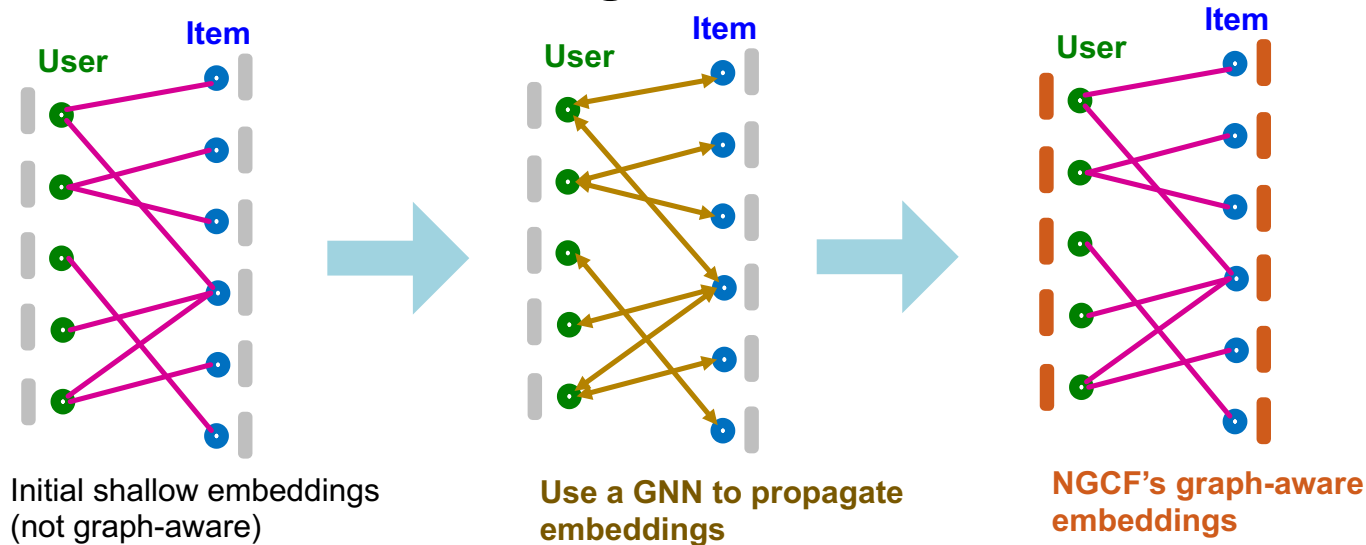 User
Item
User
Item
User
Item
Initial shallow embeddings
(not graph-aware)
Use a GNN to propagate
embeddings
NGCF's graph-aware
embeddings